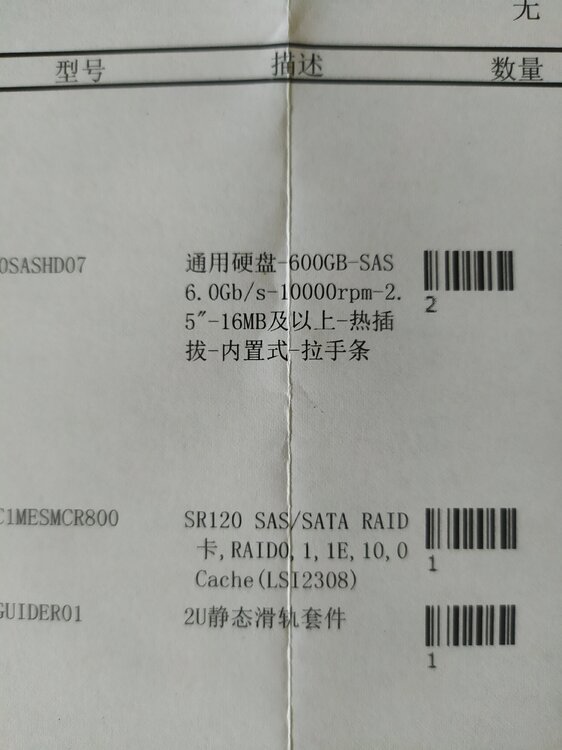 无
型号 描述 数量
0SASHD07 通用硬盘-600GB-SAS
6.0Gb/s-10000rpm-2. 2
5″-16MB及以上-热插
拔-内置式-拉手条
C1MESMCR800 SR120 SAS/SATA RAID
卡,RAID0,1,1E,10,0 1
Cache(LSI2308)
GUIDER01 2U静态滑轨套件
1